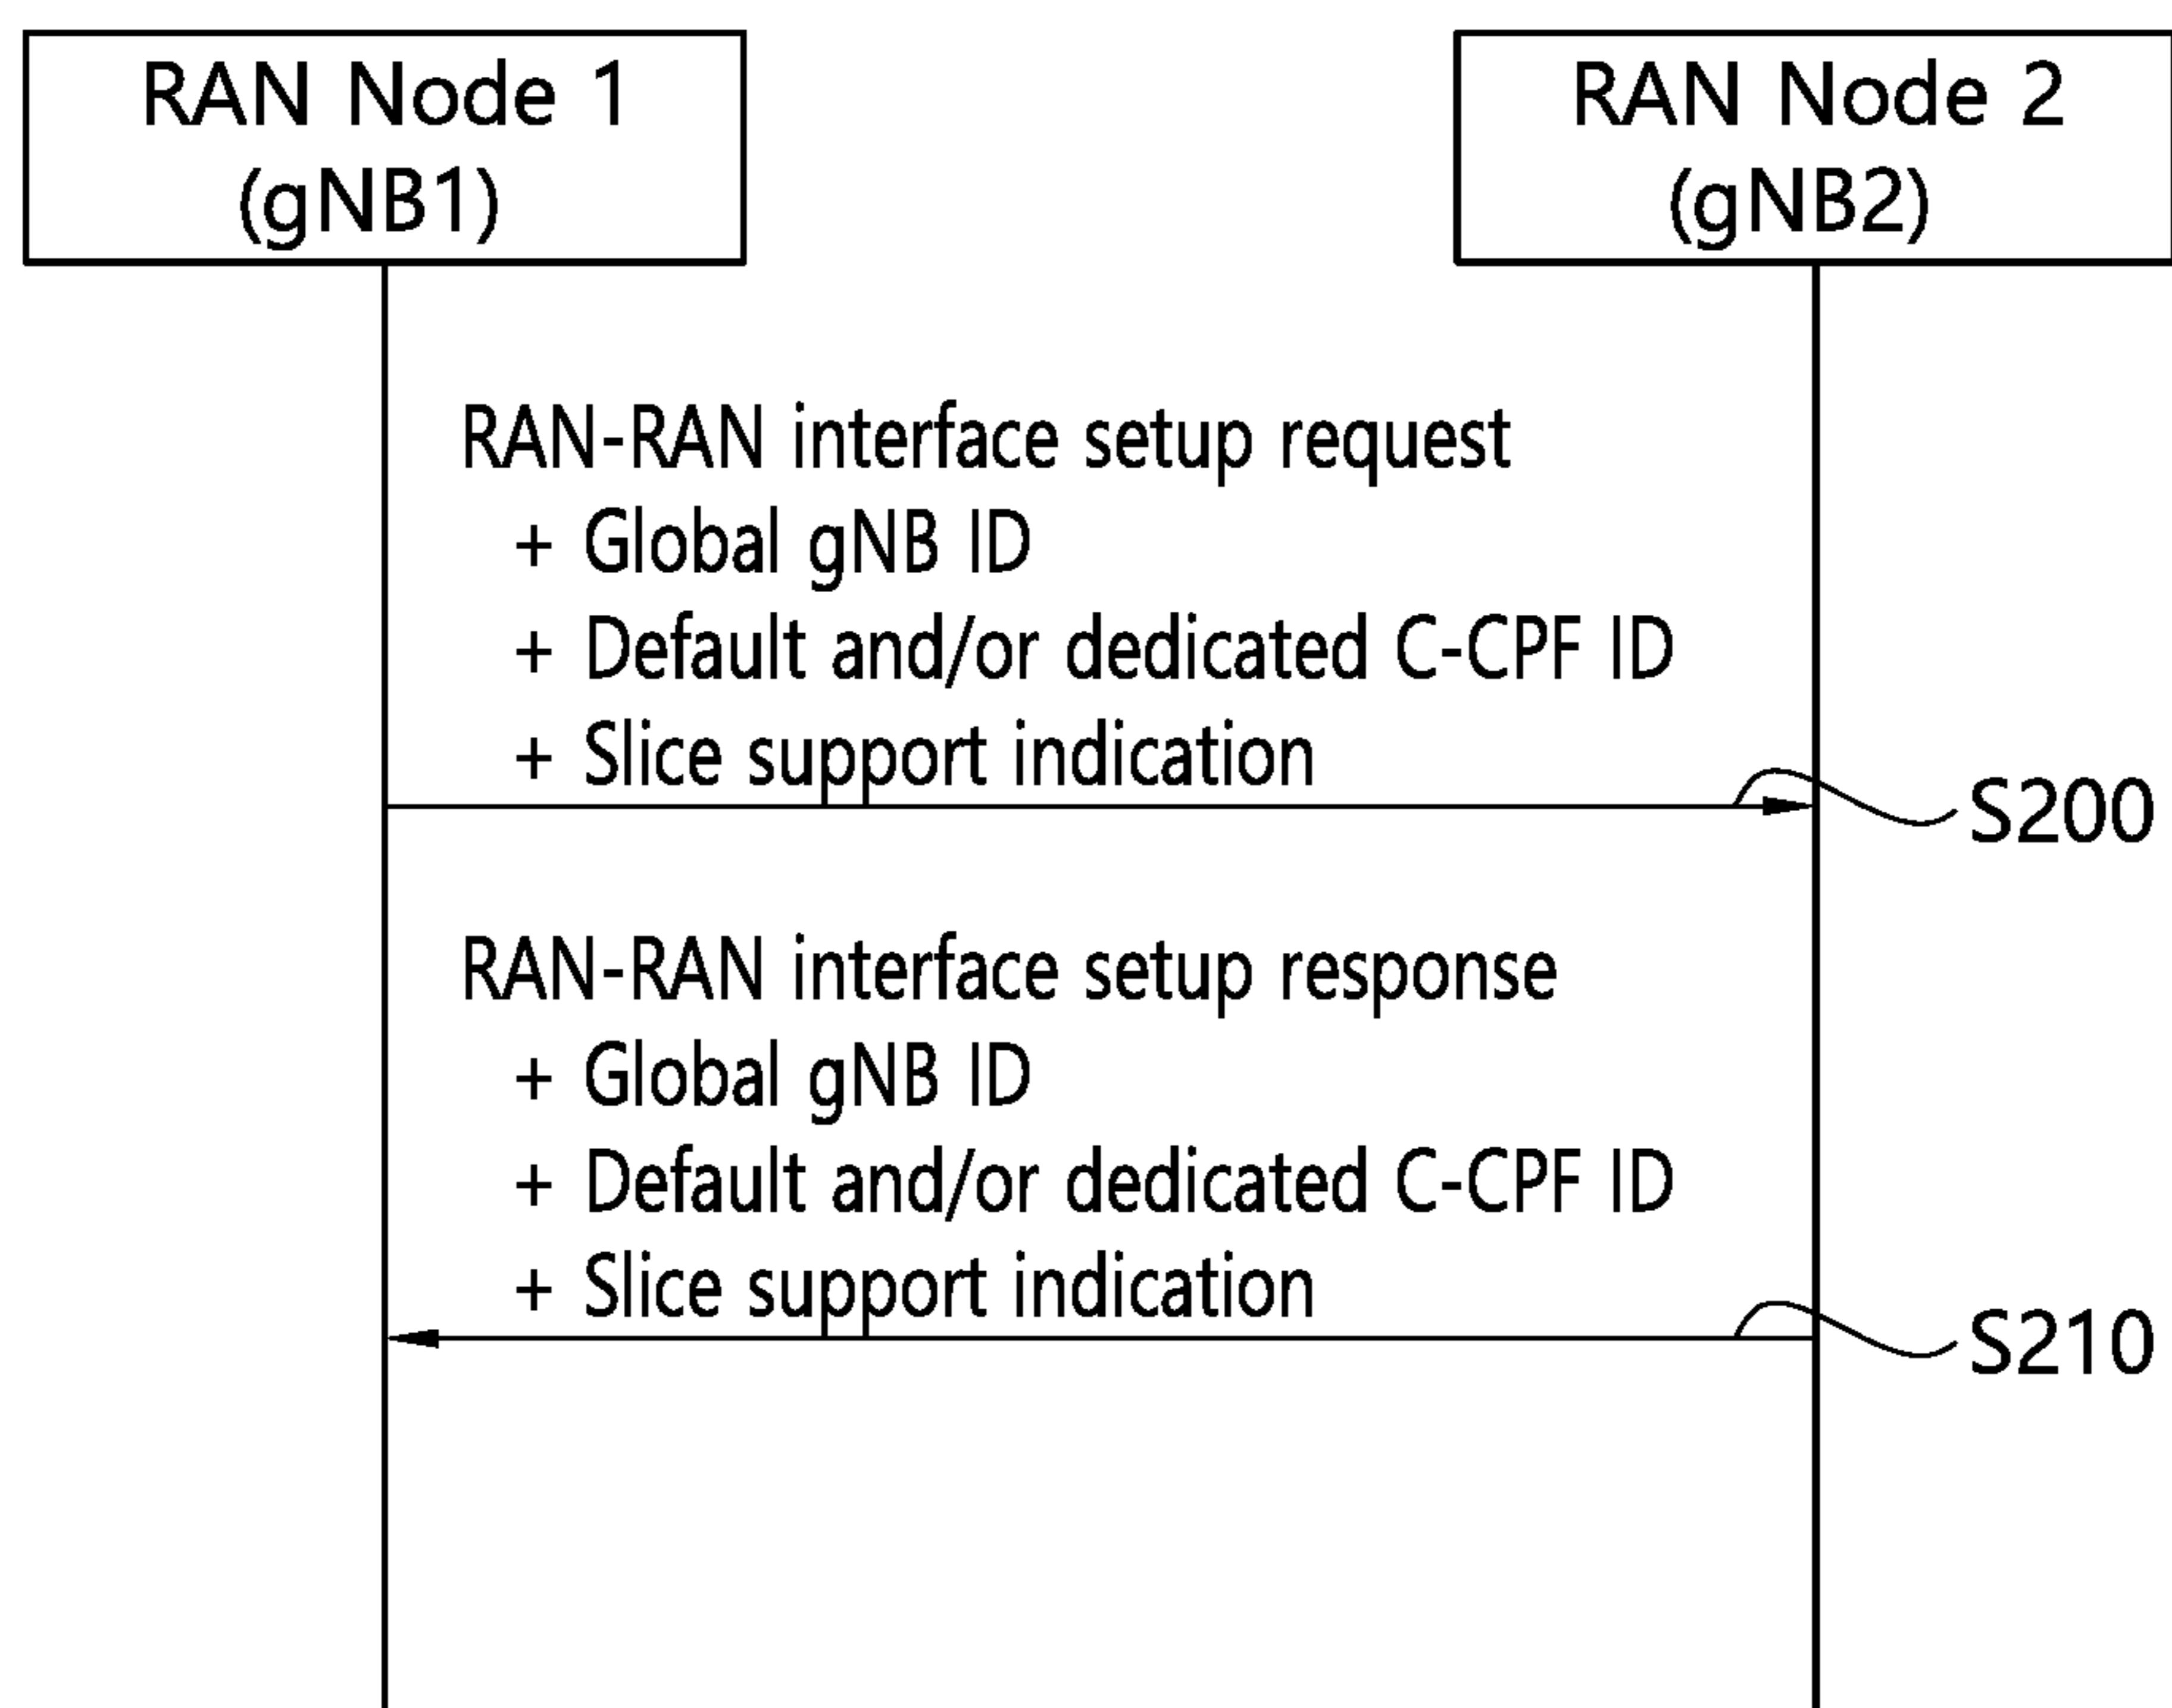 RAN Node 1
(gNB1)
RAN Node 2
(gNB2)
RAN-RAN interface setup request
+ Global gNB ID
+ Default and/or dedicated C-CPF ID
+ Slice support indication
S200
RAN-RAN interface setup response
+ Global gNB ID
+ Default and/or dedicated C-CPF ID
+ Slice support indication
S210